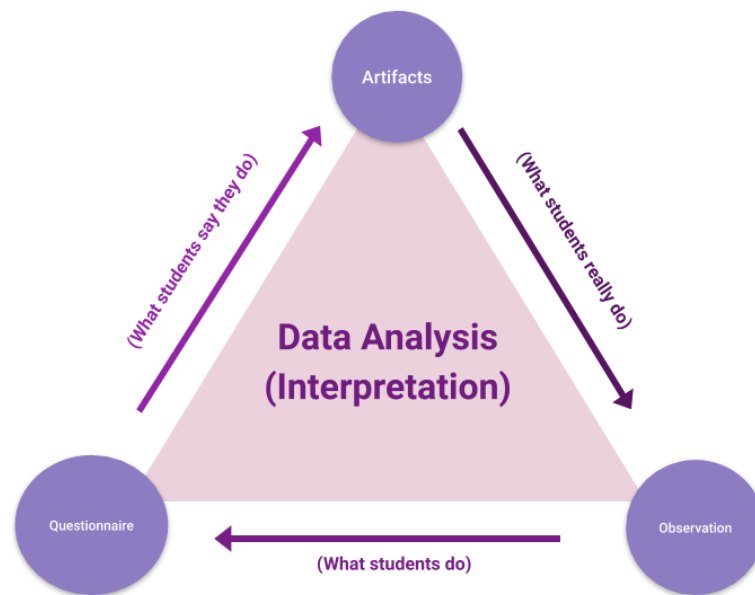 Artifacts
(What students say they do)
(What students really do)
Data Analysis
(Interpretation)
Questionnaire
Observation
(What students do)